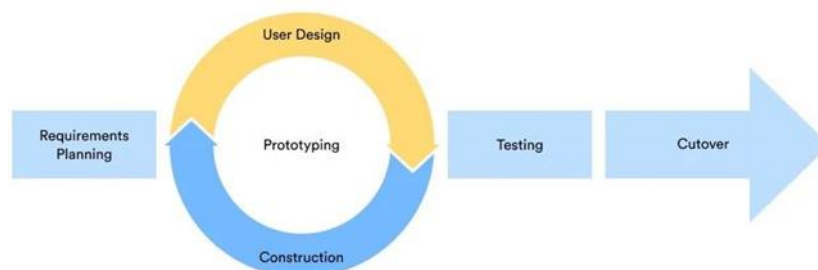 User Design
Requirements
Planning
Prototyping
Testing
Cutover
Construction